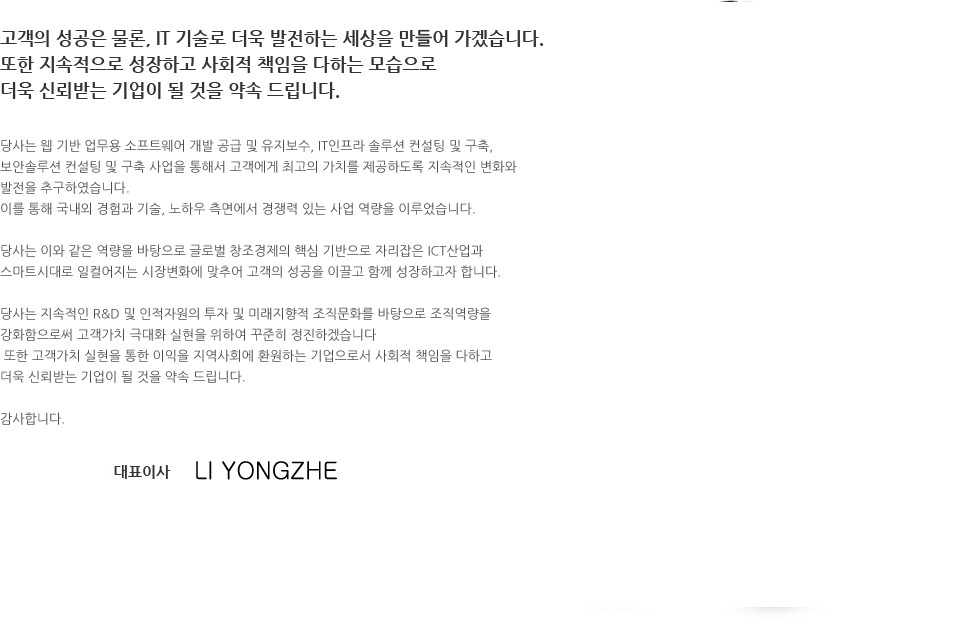 고객의 성공은 물론, IT 기술로 더욱 발전하는 세상을 만들어 가겠습니다.
또한 지속적으로 성장하고 사회적 책임을 다하는 모습으로
더욱 신뢰받는 기업이 될 것을 약속 드립니다.
당사는 웹 기반 업무용 소프트웨어 개발 공급 및 유지보수, IT인프라 솔루션 컨설팅 및 구축,
보안솔루션 컨설팅 및 구축 사업을 통해서 고객에게 최고의 가치를 제공하도록 지속적인 변화와
발전을 추구하였습니다.
이를 통해 국내외 경험과 기술, 노하우 측면에서 경쟁력 있는 사업 역량을 이루었습니다.
당사는 이와 같은 역량을 바탕으로 글로벌 창조경제의 핵심 기반으로 자리잡은 ICT산업과
스마트시대로 일컬어지는 시장변화에 맞추어 고객의 성공을 이끌고 함께 성장하고자 합니다.
당사는 지속적인 R&D 및 인적자원의 투자 및 미래지향적 조직문화를 바탕으로 조직역량을
강화함으로써 고객가치 극대화 실현을 위하여 꾸준히 정진하겠습니다
또한 고객가치 실현을 통한 이익을 지역사회에 환원하는 기업으로서 사회적 책임을 다하고
더욱 신뢰받는 기업이 될 것을 약속 드립니다.
감사합니다.
대표이사 LI YONGZHE